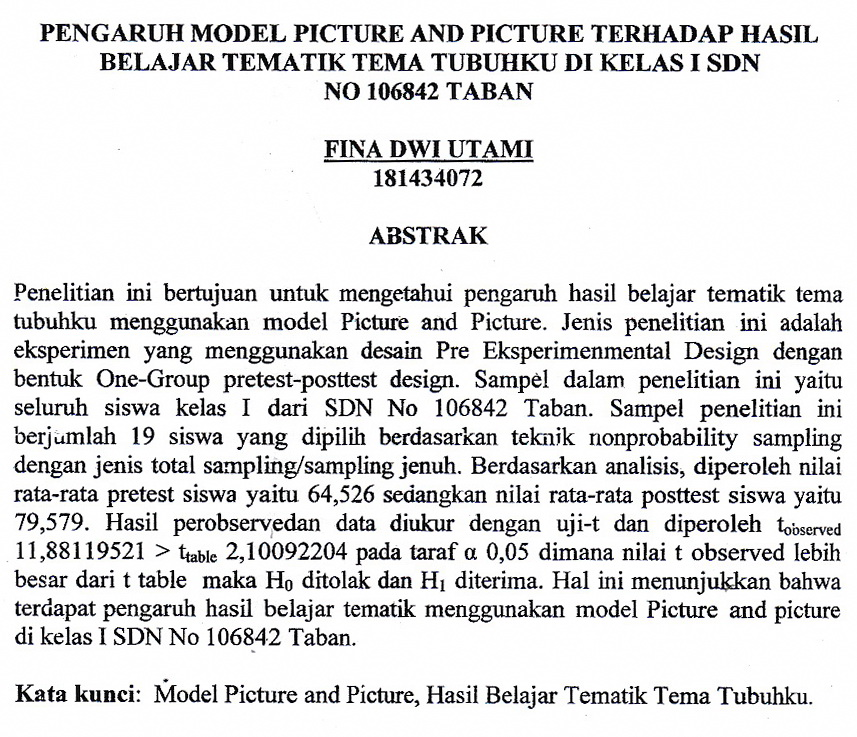 PENGARUH MODEL PICTURE AND PICTURE TERHADAP HASIL
BELAJAR TEMATIK TEMA TUBUHKU DI KELAS I SDN
NO 106842 TABAN
FINA DWI UTAMI
181434072
ABSTRAK
Penelitian ini bertujuan untuk mengetahui pengaruh hasil belajar tematik tema
tubuhku menggunakan model Picture and Picture. Jenis penelitian ini adalah
eksperimen yang menggunakan desain Pre Eksperimenmental Design dengan
bentuk One-Group pretest-posttest design. Sampel dalam penelitian ini yaitu
seluruh siswa kelas I dari SDN No 106842 Taban. Sampel penelitian ini
berjumlah 19 siswa yang dipilih berdasarkan teknik nonprobability sampling
dengan jenis total sampling/sampling jenuh. Berdasarkan analisis, diperoleh nilai
rata-rata pretest siswa yaitu 64,526 sedangkan nilai rata-rata posttest siswa yaitu
79,579. Hasil perobservedan data diukur dengan uji-t dan diperoleh tobserved
11,88119521 > ttable 2,10092204 pada taraf α 0,05 dimana nilai t observed lebih
besar dari t table maka H0 ditolak dan H1 diterima. Hal ini menunjukkan bahwa
terdapat pengaruh hasil belajar tematik menggunakan model Picture and picture
di kelas I SDN No 106842 Taban.
Kata kunci: Model Picture and Picture, Hasil Belajar Tematik Tema Tubuhku.